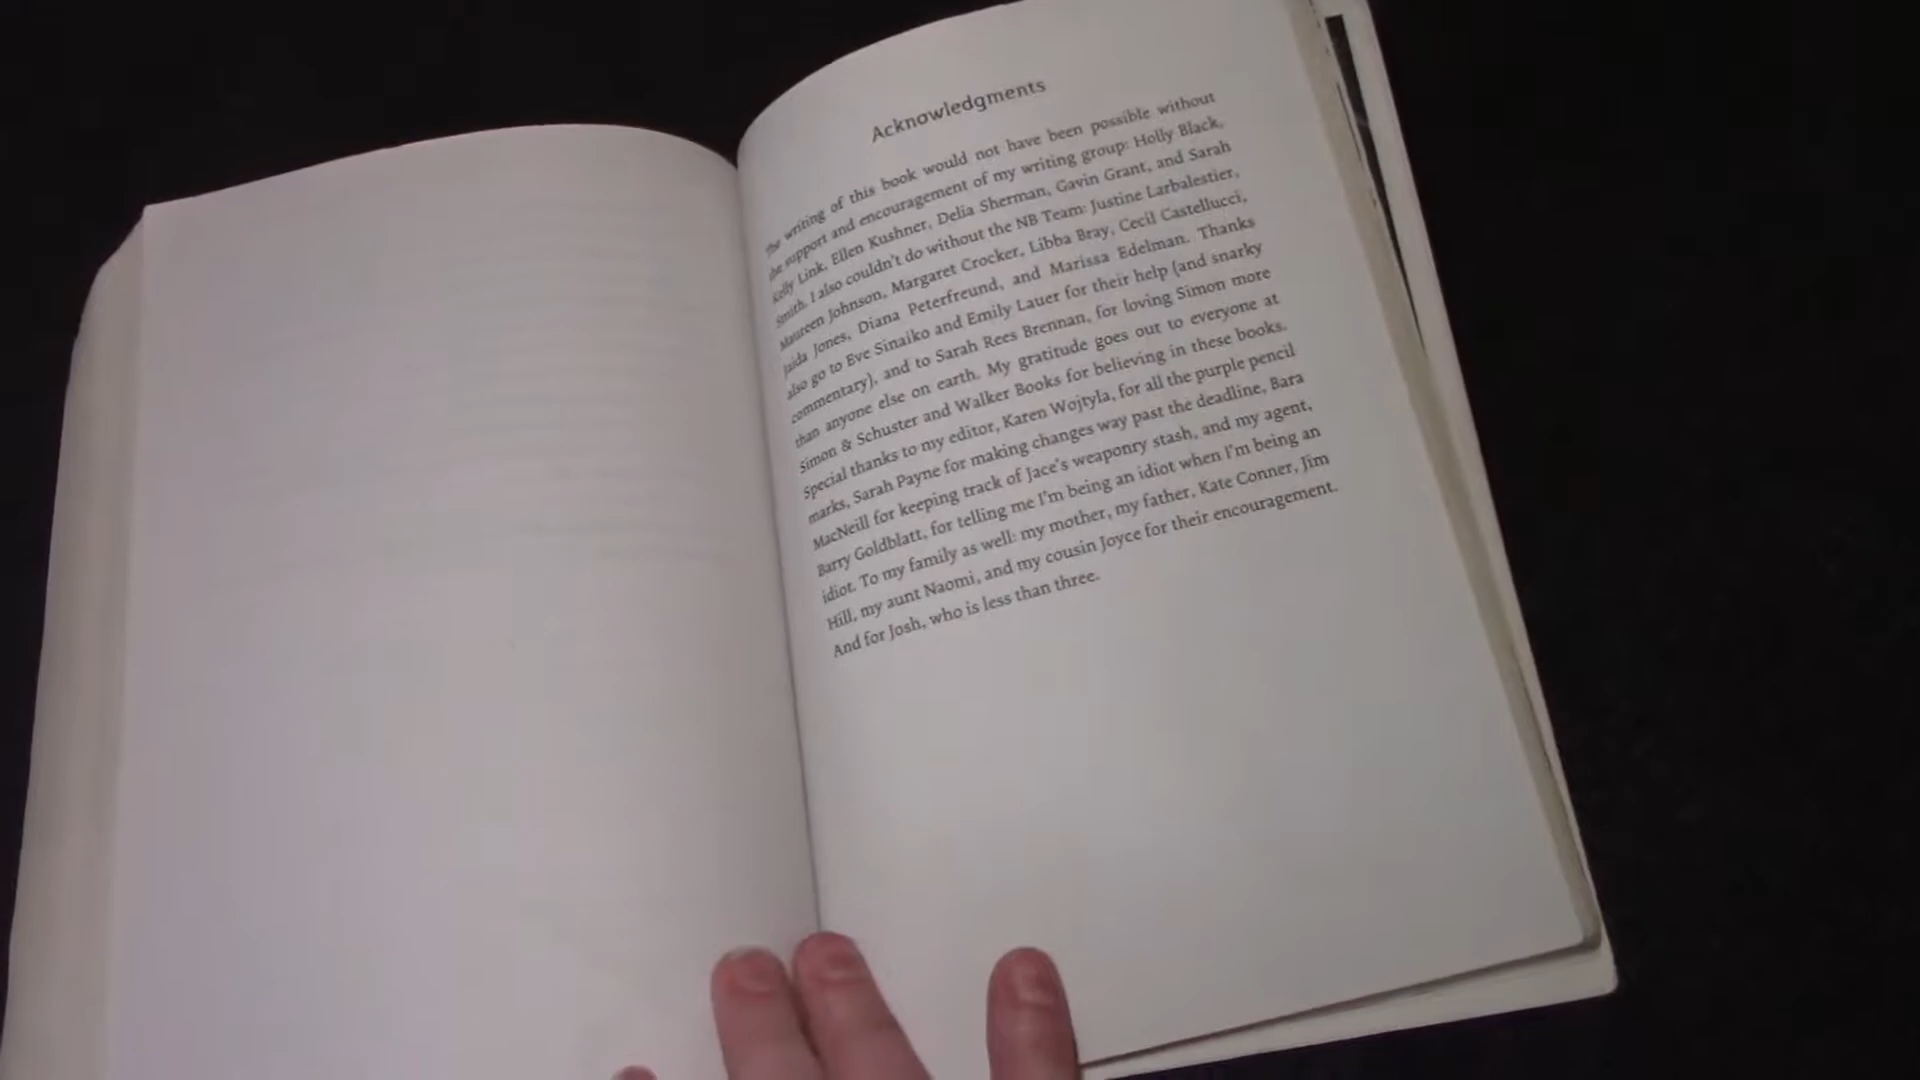 Acknowledgments
The writing of this book would not have been possible without
the support and encouragement of my writing group: Holly Black,
Kelly Link, Ellen Kushner, Delia Sherman, Gavin Grant, and Sarah
Smith. I also couldn't do without the NB Team: Justine Larbalestier,
Maureen Johnson, Margaret Crocker, Libba Bray, Cecil Castellucci,
Jaida Jones, Diana Peterfreund, and Marissa Edelman. Thanks
also go to Eve Sinaiko and Emily Lauer for their help (and snarky
commentary), and to Sarah Rees Brennan, for loving Simon more
than anyone else on earth. My gratitude goes out to everyone at
Simon & Schuster and Walker Books for believing in these books.
Special thanks to my editor, Karen Wojtyla, for all the purple pencil
marks, Sarah Payne for making changes way past the deadline, Bara
MacNeill for keeping track of Jace's weaponry stash, and my agent,
Barry Goldblatt, for telling me I'm being an idiot when I'm being an
idiot. To my family as well: my mother, my father, Kate Conner, Jim
Hill, my aunt Naomi, and my cousin Joyce for their encouragement.
And for Josh, who is less than three.